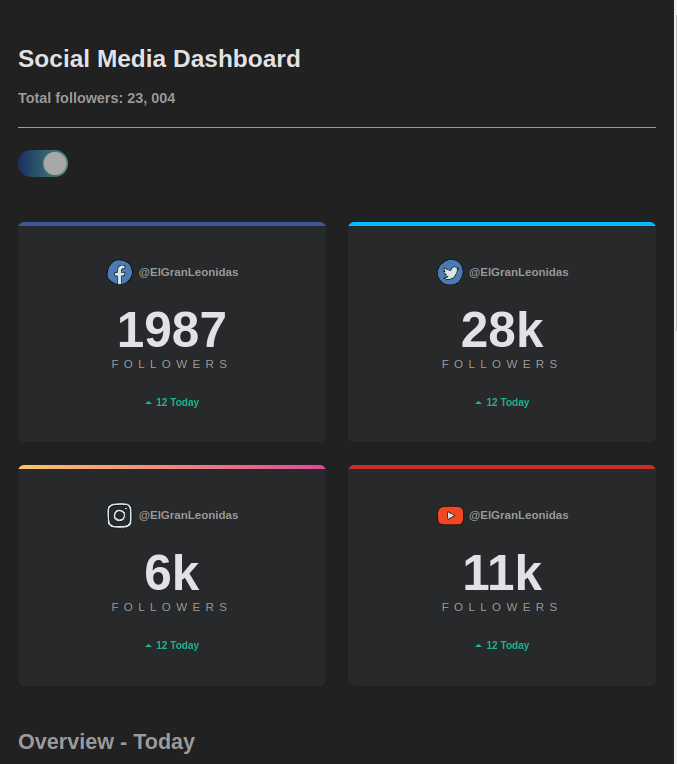 Social Media Dashboard
Total followers: 23, 004
@ElGranLeonidas
1987
FOLLOWERS
12 Today
@ElGranLeonidas
28k
FOLLOWERS
12 Today
@ElGranLeonidas
6k
FOLLOWERS
12 Today
@ElGranLeonidas
11k
FOLLOWERS
12 Today
Overview - Today